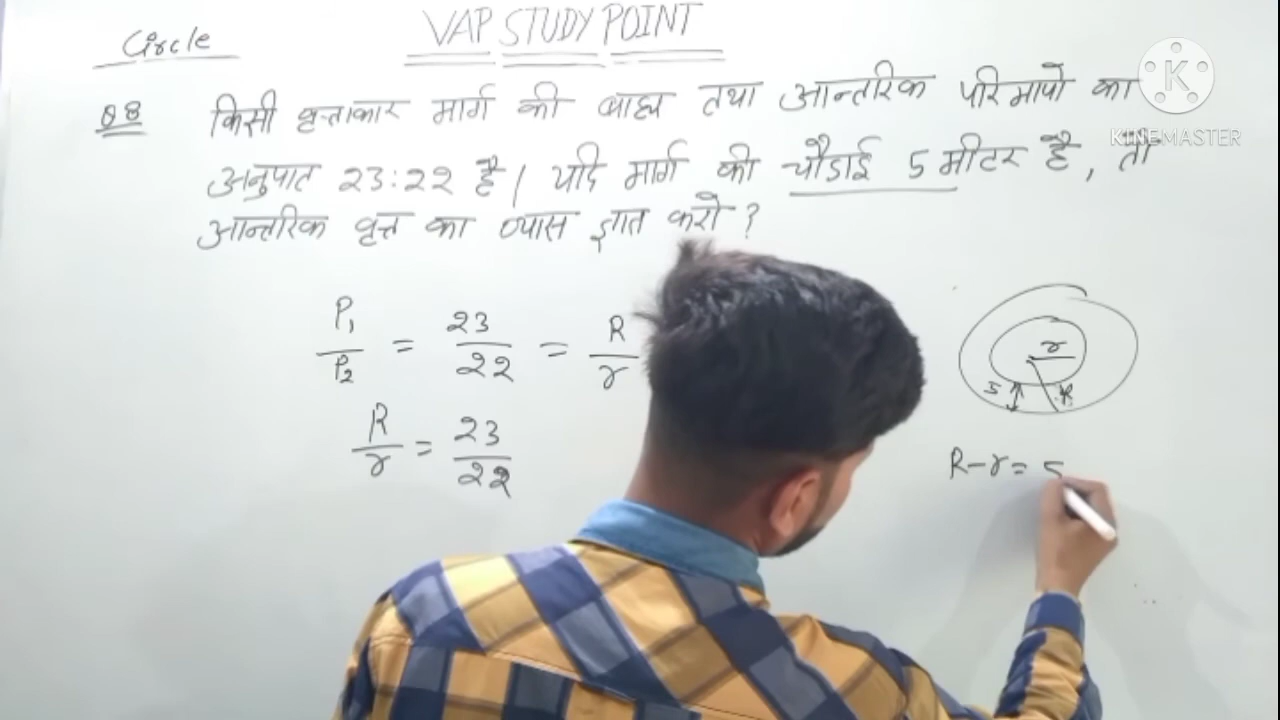 Circle
VAP STUDY POINT
Q8 किसी वृत्ताकार मार्ग की बाह्य तथा आन्तरिक परिमापो का
अनुपात 23:22 है। यदि मार्ग की चौडाई 5 मीटर है, तो
आन्तरिक वृत्त का व्यास ज्ञात करो ?
K
KINEMASTER
P₁/P₂ = 23/22 = R/r
R/r = 23/22
r
5
R
R-r= 5